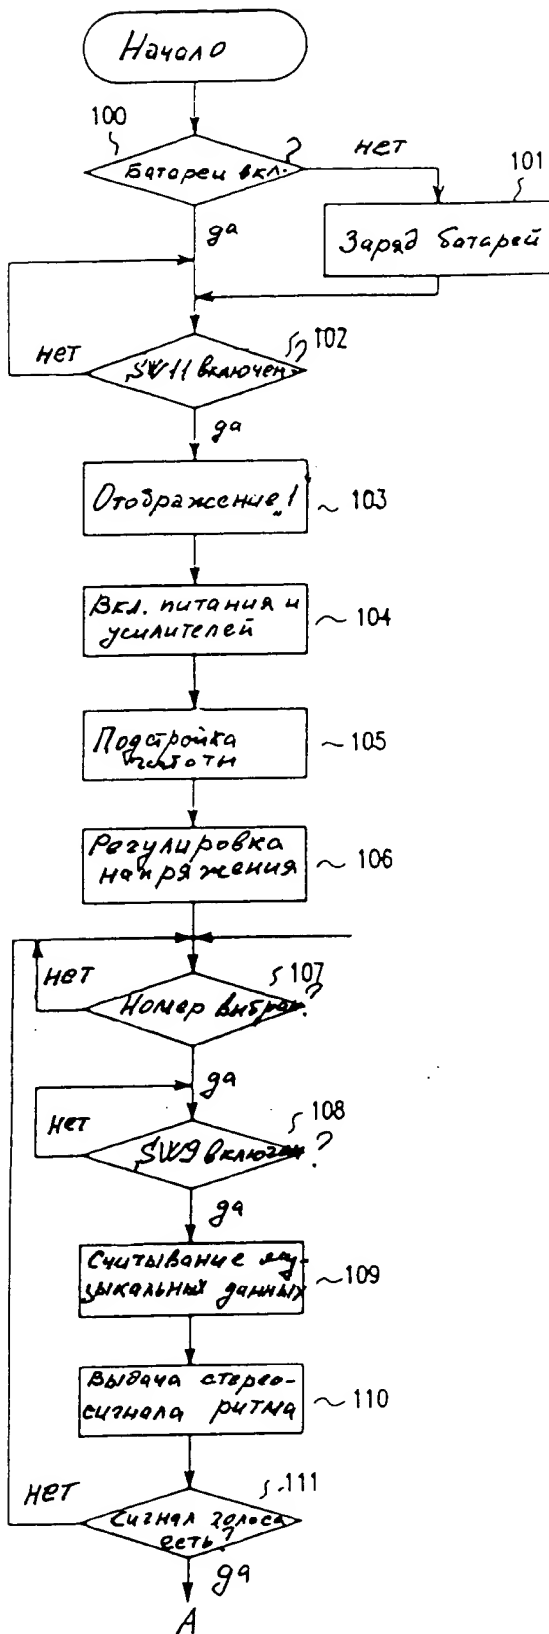 Начало
100
Батареи вкл.?
нет
101
Заряд батарей
да
нет
102
SW11 включен?
да
Отображение „1"
103
Вкл. питания и
усилителей
104
Подстройка
частоты
105
Регулировка
напряжения
106
нет
107
Номер выбран?
да
нет
108
SW9 включен?
да
Считывание му-
зыкальных данных
109
Выдача стерео-
сигнала ритма
110
нет
111
Сигнал голоса
есть?
да
А